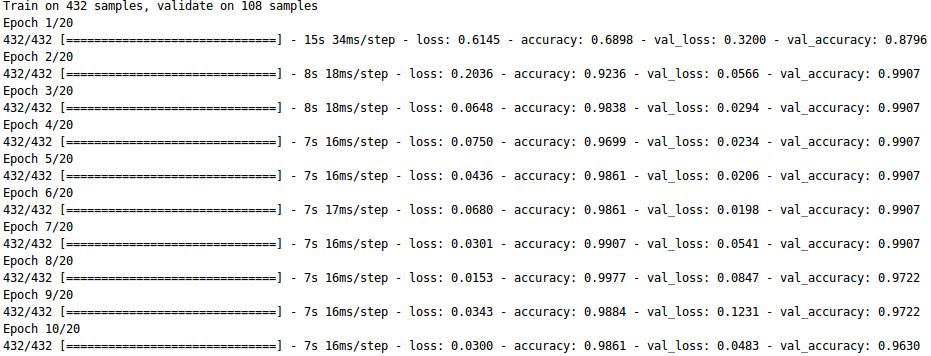 Train on 432 samples, validate on 108 samples
Epoch 1/20
432/432 [==============================] - 15s 34ms/step - loss: 0.6145 - accuracy: 0.6898 - val_loss: 0.3200 - val_accuracy: 0.8796
Epoch 2/20
432/432 [==============================] - 8s 18ms/step - loss: 0.2036 - accuracy: 0.9236 - val_loss: 0.0566 - val_accuracy: 0.9907
Epoch 3/20
432/432 [==============================] - 8s 18ms/step - loss: 0.0648 - accuracy: 0.9838 - val_loss: 0.0294 - val_accuracy: 0.9907
Epoch 4/20
432/432 [==============================] - 7s 16ms/step - loss: 0.0750 - accuracy: 0.9699 - val_loss: 0.0234 - val_accuracy: 0.9907
Epoch 5/20
432/432 [==============================] - 7s 16ms/step - loss: 0.0436 - accuracy: 0.9861 - val_loss: 0.0206 - val_accuracy: 0.9907
Epoch 6/20
432/432 [==============================] - 7s 17ms/step - loss: 0.0680 - accuracy: 0.9861 - val_loss: 0.0198 - val_accuracy: 0.9907
Epoch 7/20
432/432 [==============================] - 7s 16ms/step - loss: 0.0301 - accuracy: 0.9907 - val_loss: 0.0541 - val_accuracy: 0.9907
Epoch 8/20
432/432 [==============================] - 7s 16ms/step - loss: 0.0153 - accuracy: 0.9977 - val_loss: 0.0847 - val_accuracy: 0.9722
Epoch 9/20
432/432 [==============================] - 7s 16ms/step - loss: 0.0343 - accuracy: 0.9884 - val_loss: 0.1231 - val_accuracy: 0.9722
Epoch 10/20
432/432 [==============================] - 7s 16ms/step - loss: 0.0300 - accuracy: 0.9861 - val_loss: 0.0483 - val_accuracy: 0.9630